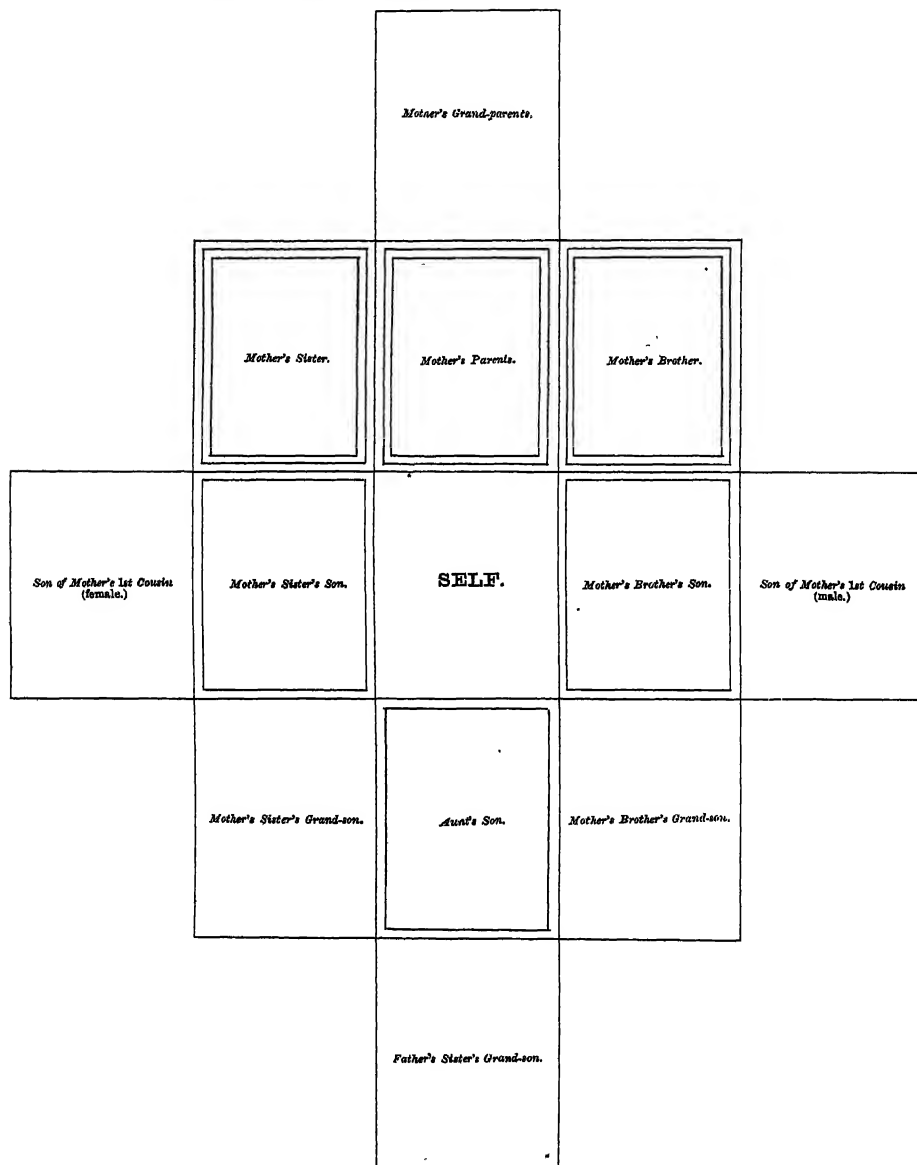 Mother's Grand-parents.
Mother's Sister.
Mother's Parents.
Mother's Brother.
Son of Mother's 1st Cousin
(female.)
Mother's Sister's Son.
SELF.
Mother's Brother's Son.
Son of Mother's 1st Cousin
(male.)
Mother's Sister's Grand-son.
Aunt's Son.
Mother's Brother's Grand-son.
Father's Sister's Grand-son.